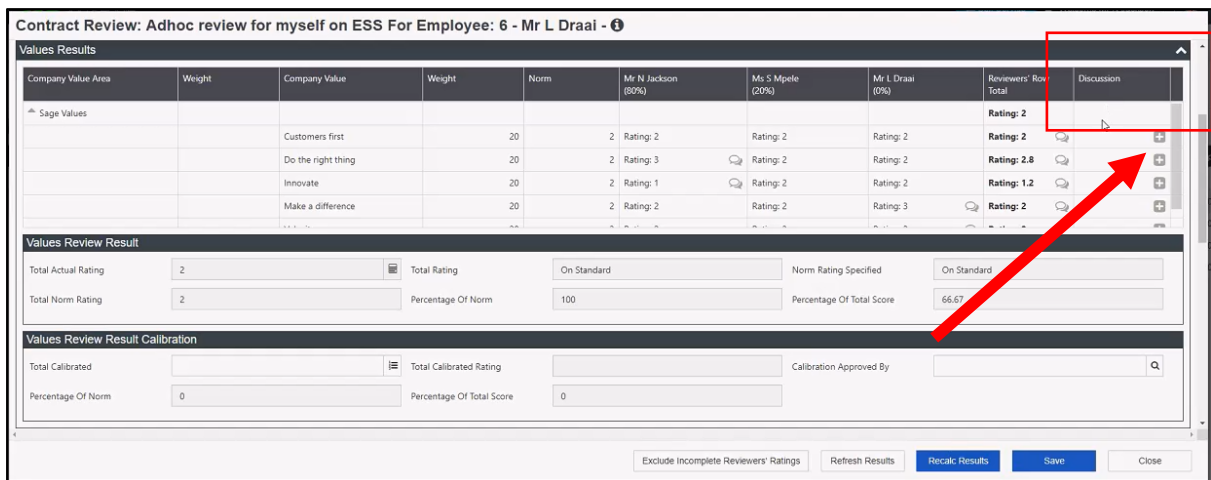 Contract Review: Adhoc review for myself on ESS For Employee: 6 - Mr L Draai -
Values Results
Company Value Area Weight Company Value Weight Norm Mr N Jackson (80%) Ms S Mpele (20%) Mr L Draai (0%) Reviewers' Row Total Discussion
Sage Values Rating: 2
Customers first 20 2 Rating: 2 Rating: 2 Rating: 2 Rating: 2
Do the right thing 20 2 Rating: 3 Rating: 2 Rating: 2 Rating: 2.8
Innovate 20 2 Rating: 1 Rating: 2 Rating: 2 Rating: 1.2
Make a difference 20 2 Rating: 2 Rating: 2 Rating: 3 Rating: 2
Values Review Result
Total Actual Rating 2 Total Rating On Standard Norm Rating Specified On Standard
Total Norm Rating 2 Percentage Of Norm 100 Percentage Of Total Score 66.67
Values Review Result Calibration
Total Calibrated Total Calibrated Rating Calibration Approved By
Percentage Of Norm 0 Percentage Of Total Score 0
Exclude Incomplete Reviewers' Ratings Refresh Results Recalc Results Save Close